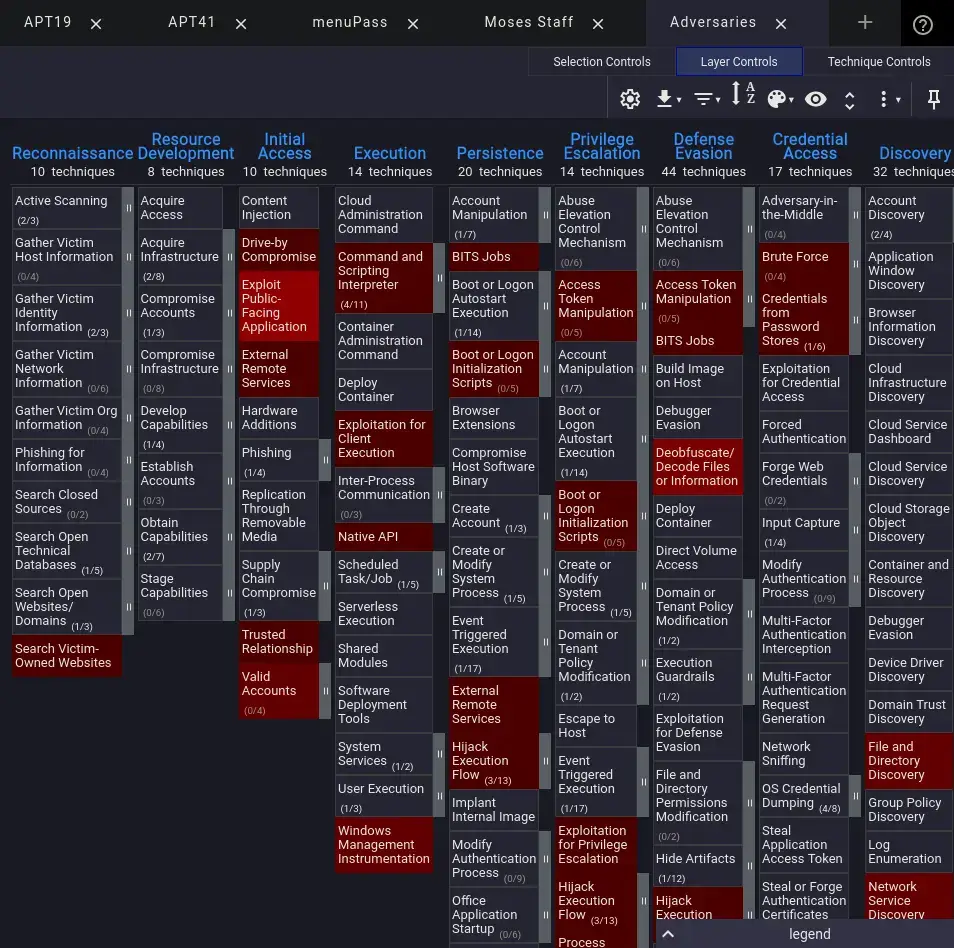 APT19
APT41
menuPass
Moses Staff
Adversaries
Selection Controls
Layer Controls
Technique Controls
Reconnaissance
10 techniques
Active Scanning
(2/3)
Gather Victim
Host Information
(0/4)
Gather Victim
Identity
Information (2/3)
Gather Victim
Network
Information (0/6)
Gather Victim Org
Information (0/4)
Phishing for
Information (0/4)
Search Closed
Sources (0/2)
Search Open
Technical
Databases (1/5)
Search Open
Websites/
Domains (1/3)
Search Victim-
Owned Websites
Resource
Development
8 techniques
Acquire
Access
Acquire
Infrastructure
(2/8)
Compromise
Accounts
(1/3)
Compromise
Infrastructure
(0/8)
Develop
Capabilities
(1/4)
Establish
Accounts
(0/3)
Obtain
Capabilities
(2/7)
Stage
Capabilities
(0/6)
Initial
Access
10 techniques
Content
Injection
Drive-by
Compromise
Exploit
Public-
Facing
Application
External
Remote
Services
Hardware
Additions
Phishing
(1/4)
Replication
Through
Removable
Media
Supply
Chain
Compromise
(1/3)
Trusted
Relationship
Valid
Accounts
(0/4)
Execution
14 techniques
Cloud
Administration
Command
Command and
Scripting
Interpreter
(4/11)
Container
Administration
Command
Deploy
Container
Exploitation for
Client
Execution
Inter-Process
Communication
(0/3)
Native API
Scheduled
Task/Job (1/5)
Serverless
Execution
Shared
Modules
Software
Deployment
Tools
System
Services (1/2)
User Execution
(1/3)
Windows
Management
Instrumentation
Persistence
20 techniques
Account
Manipulation
(1/7)
BITS Jobs
Boot or Logon
Autostart
Execution
(1/14)
Boot or Logon
Initialization
Scripts (0/5)
Browser
Extensions
Compromise
Host Software
Binary
Create
Account (1/3)
Create or
Modify
System
Process (1/5)
Event
Triggered
Execution
(1/17)
External
Remote
Services
Hijack
Execution
Flow (3/13)
Implant
Internal Image
Modify
Authentication
Process (0/9)
Office
Application
Startup (0/6)
Privilege
Escalation
14 techniques
Abuse
Elevation
Control
Mechanism
(0/6)
Access
Token
Manipulation
(0/5)
Account
Manipulation
(1/7)
Boot or
Logon
Autostart
Execution
(1/14)
Boot or
Logon
Initialization
Scripts (0/5)
Create or
Modify
System
Process (1/5)
Domain or
Tenant
Policy
Modification
(1/2)
Escape to
Host
Event
Triggered
Execution
(1/17)
Exploitation
for Privilege
Escalation
Hijack
Execution
Flow (3/13)
Process
Defense
Evasion
44 techniques
Abuse
Elevation
Control
Mechanism
(0/6)
Access Token
Manipulation
(0/5)
BITS Jobs
Build Image
on Host
Debugger
Evasion
Deobfuscate/
Decode Files
or Information
Deploy
Container
Direct Volume
Access
Domain or
Tenant Policy
Modification
(1/2)
Execution
Guardrails
(1/2)
Exploitation
for Defense
Evasion
File and
Directory
Permissions
Modification
(0/2)
Hide Artifacts
(1/12)
Hijack
Execution
Credential
Access
17 techniques
Adversary-in-
the-Middle
(0/4)
Brute Force
(0/4)
Credentials
from
Password
Stores (1/6)
Exploitation
for Credential
Access
Forced
Authentication
Forge Web
Credentials
(0/2)
Input Capture
(1/4)
Modify
Authentication
Process (0/9)
Multi-Factor
Authentication
Interception
Multi-Factor
Authentication
Request
Generation
Network
Sniffing
OS Credential
Dumping (4/8)
Steal
Application
Access Token
Steal or Forge
Authentication
Certificates
Discovery
32 techniques
Account
Discovery
(2/4)
Application
Window
Discovery
Browser
Information
Discovery
Cloud
Infrastructure
Discovery
Cloud Service
Dashboard
Cloud Service
Discovery
Cloud Storage
Object
Discovery
Container and
Resource
Discovery
Debugger
Evasion
Device Driver
Discovery
Domain Trust
Discovery
File and
Directory
Discovery
Group Policy
Discovery
Log
Enumeration
Network
Service
Discovery
legend